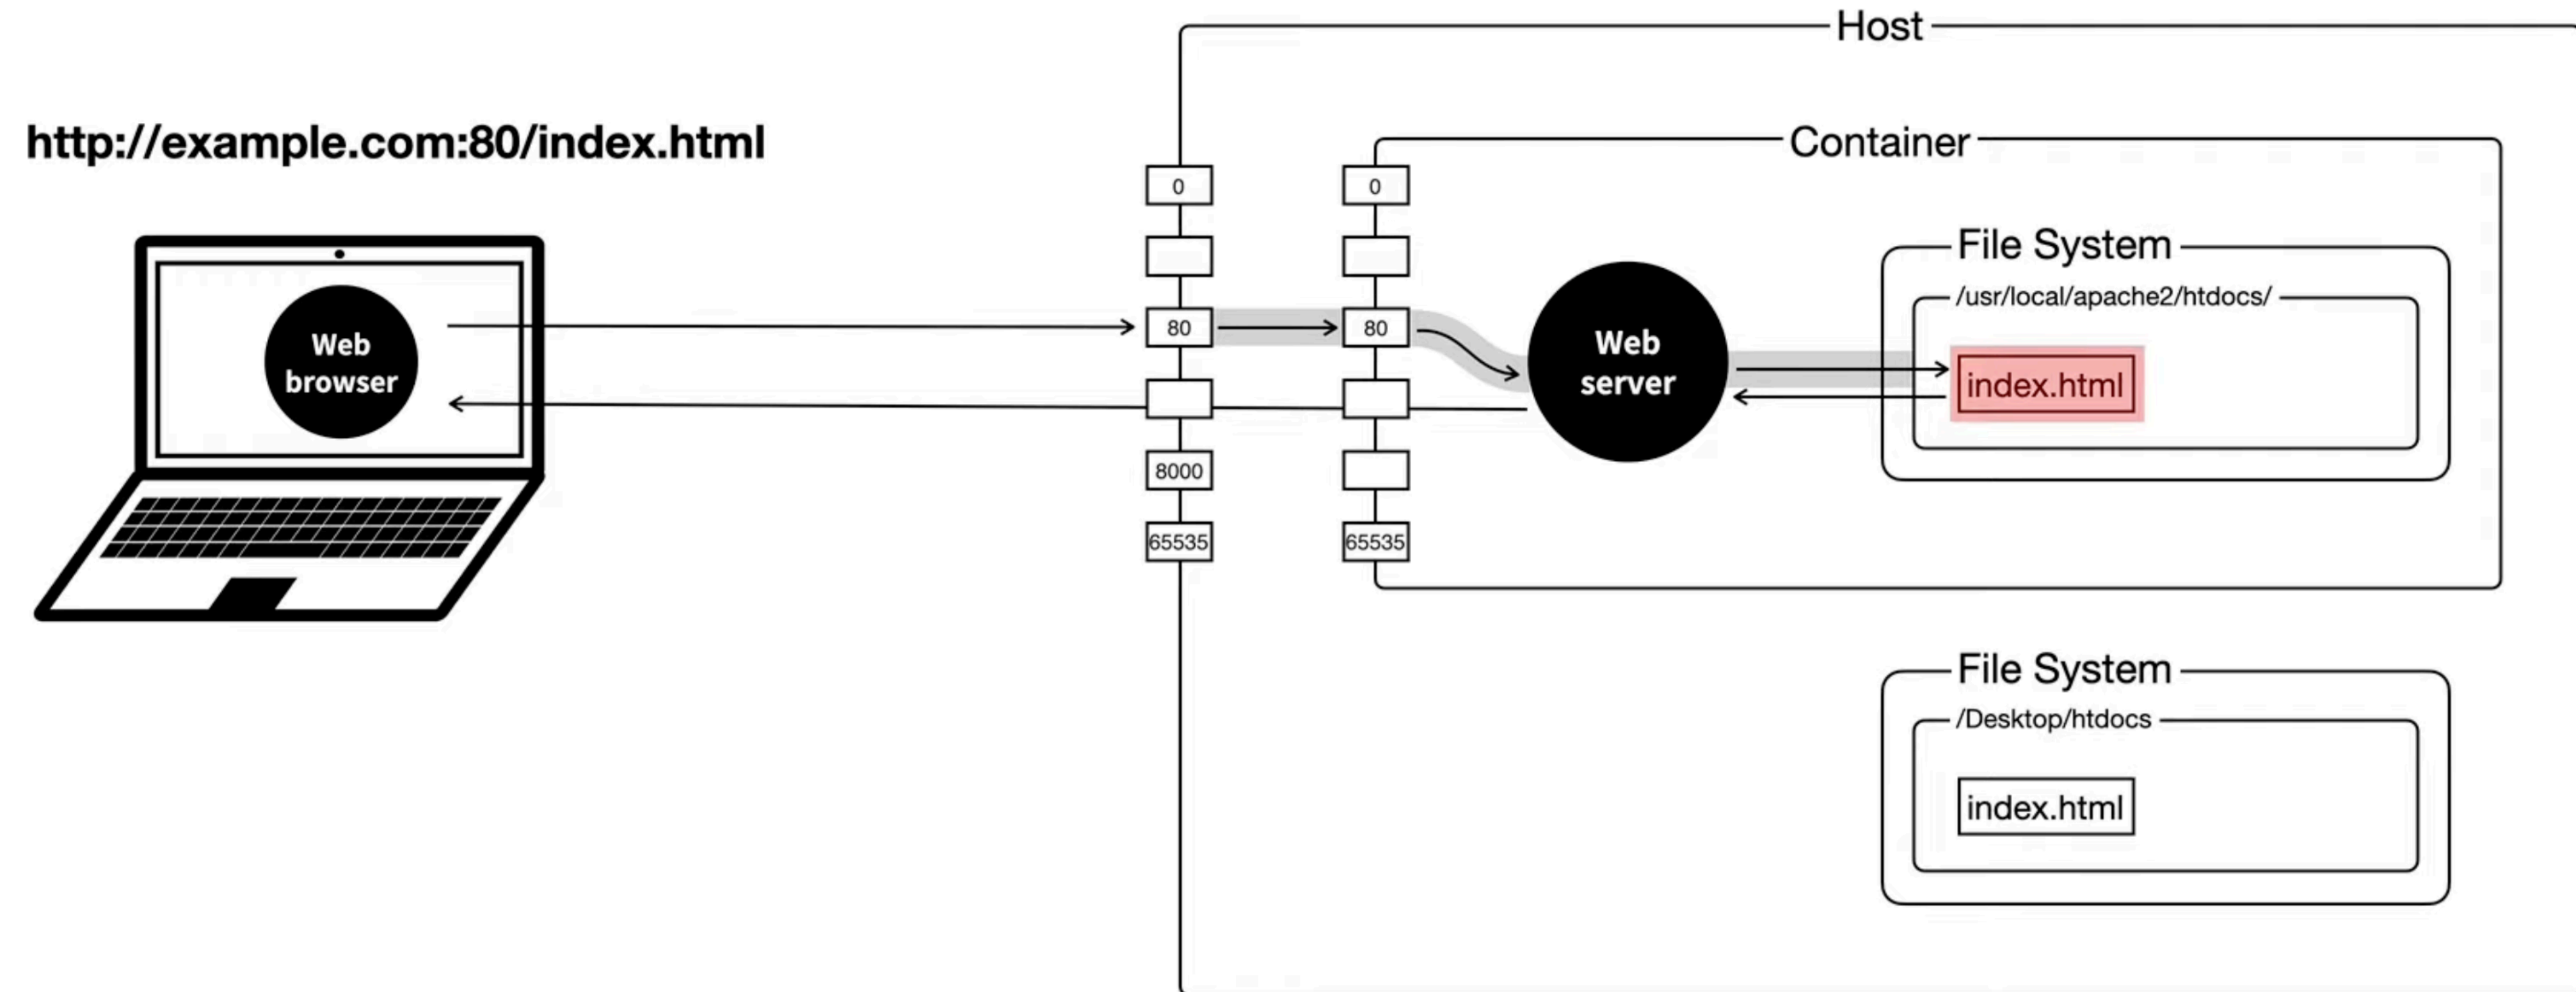 Host
http://example.com:80/index.html
Container
0
0
File System
/usr/local/apache2/htdocs/
80
80
Web
browser
Web
server
index.html
8000
65535
65535
File System
/Desktop/htdocs
index.html